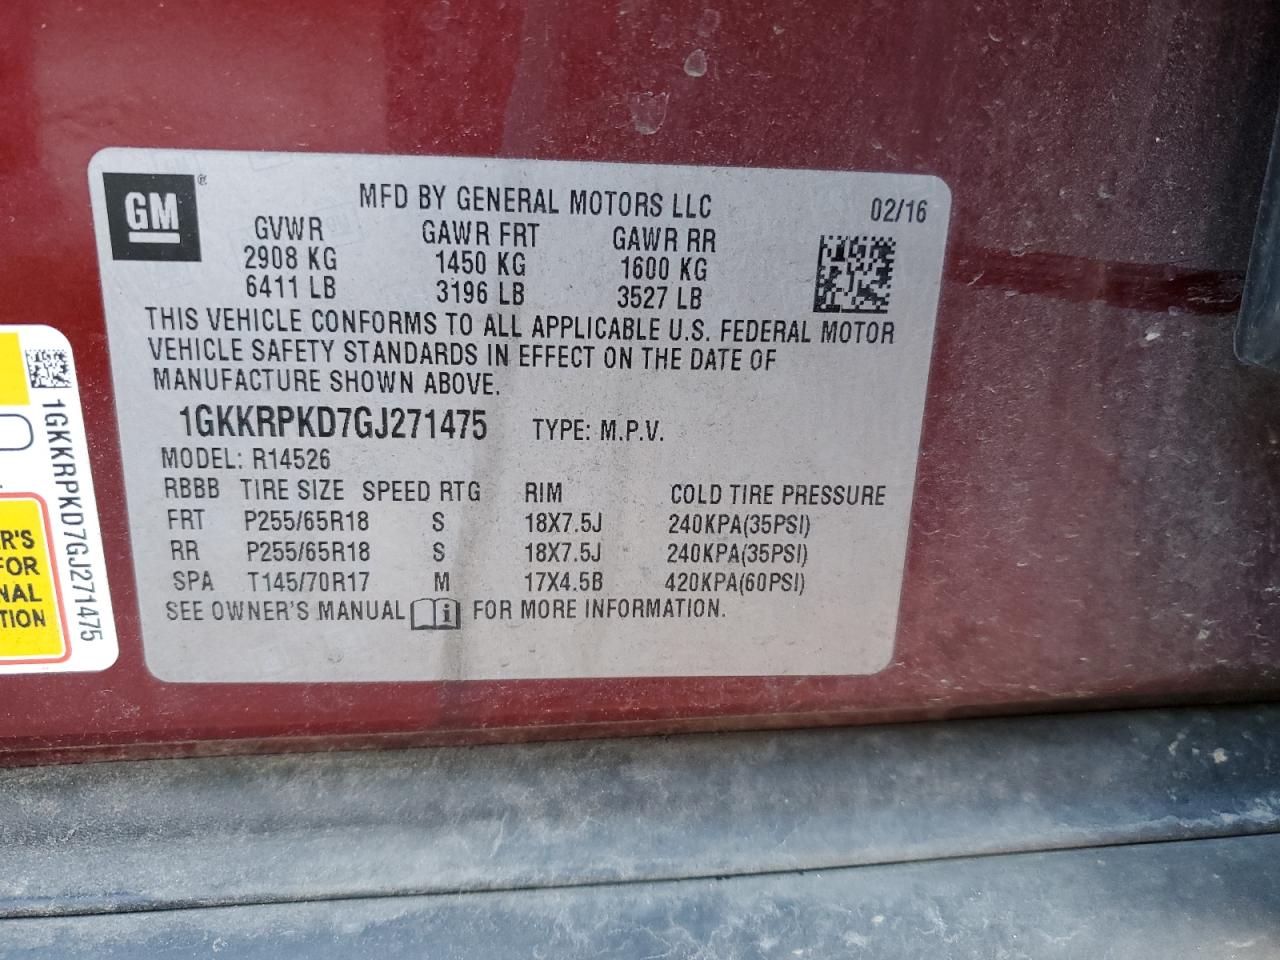 GM®
MFD BY GENERAL MOTORS LLC 02/16
GVWR GAWR FRT GAWR RR
2908 KG 1450 KG 1600 KG
6411 LB 3196 LB 3527 LB
THIS VEHICLE CONFORMS TO ALL APPLICABLE U.S. FEDERAL MOTOR
VEHICLE SAFETY STANDARDS IN EFFECT ON THE DATE OF
MANUFACTURE SHOWN ABOVE.
1GKKRPKD7GJ271475 TYPE: M.P.V.
MODEL: R14526
RBBB TIRE SIZE SPEED RTG RIM COLD TIRE PRESSURE
FRT P255/65R18 S 18X7.5J 240KPA(35PSI)
RR P255/65R18 S 18X7.5J 240KPA(35PSI)
SPA T145/70R17 M 17X4.5B 420KPA(60PSI)
SEE OWNER'S MANUAL i FOR MORE INFORMATION.
1GKKRPKD7GJ271475
R'S
FOR
NAL
TION